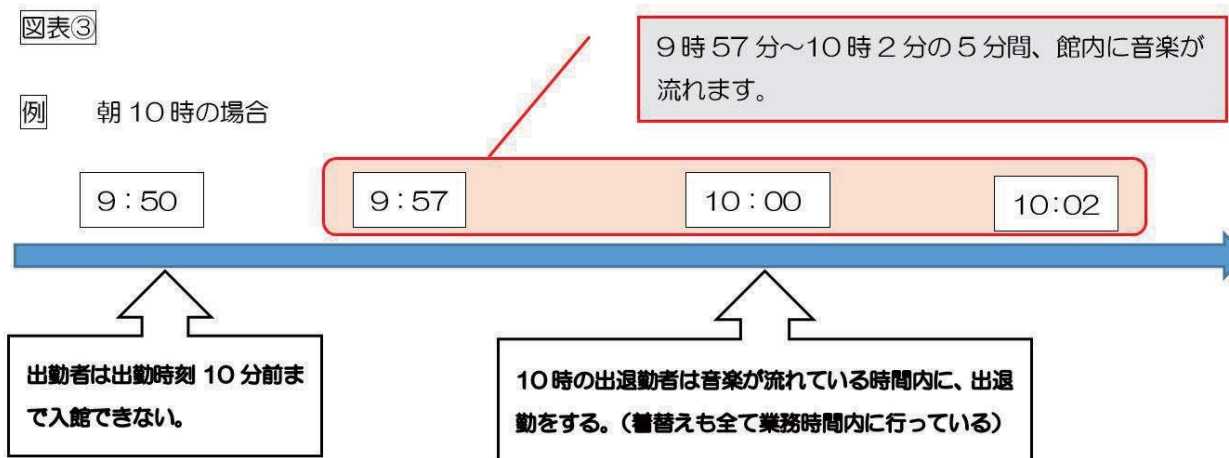 図表③
9時57分～10時2分の5分間、館内に音楽が
流れます。
例 朝10時の場合
9：50
9：57
10：00
10：02
出勤者は出勤時刻10分前ま
で入館できない。
10時の出退勤者は音楽が流れている時間内に、出退
勤をする。（着替えも全て業務時間内に行っている）